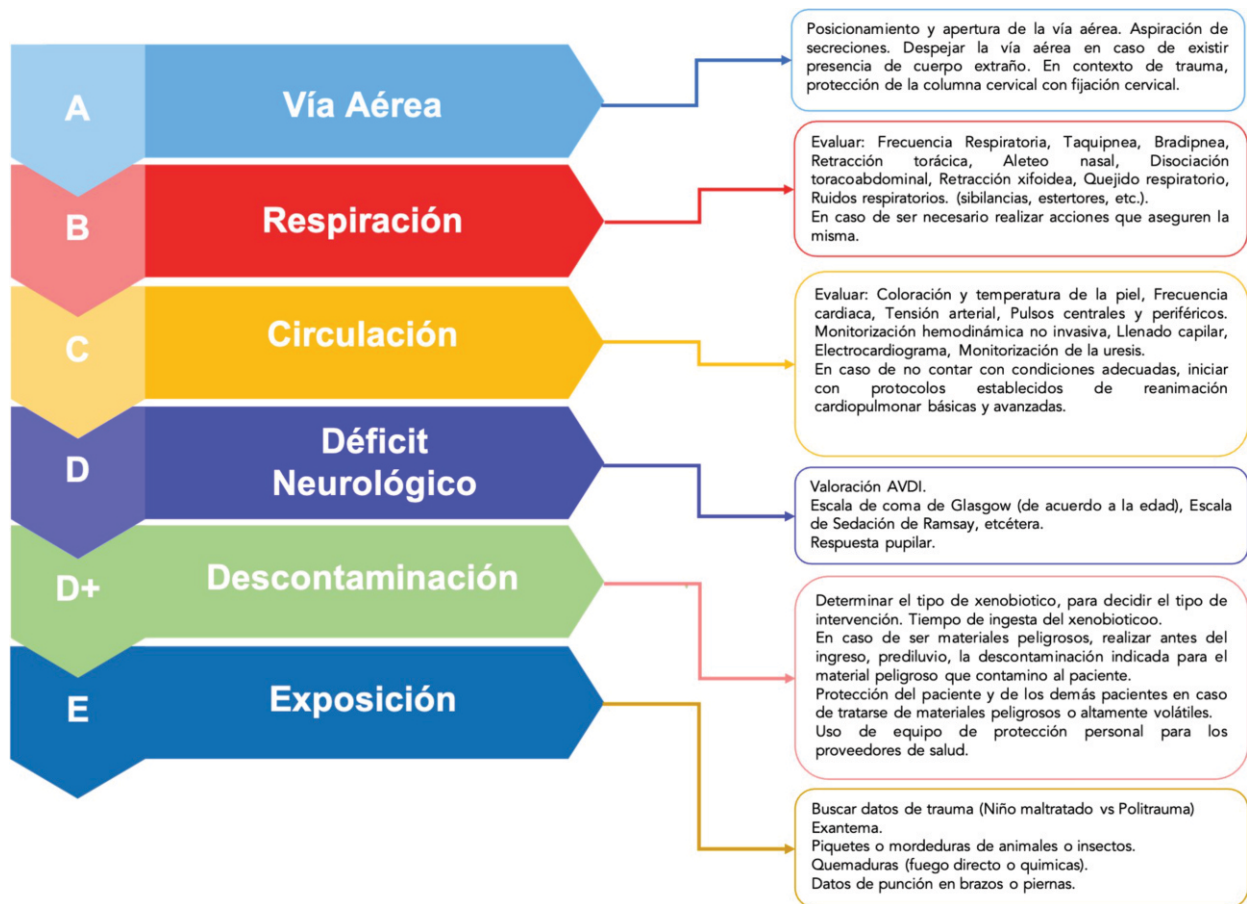 A
Vía Aérea
Posicionamiento y apertura de la vía aérea. Aspiración de
secreciones. Despejar la vía aérea en caso de existir
presencia de cuerpo extraño. En contexto de trauma,
protección de la columna cervical con fijación cervical.
B
Respiración
Evaluar: Frecuencia Respiratoria, Taquipnea, Bradipnea,
Retracción torácica, Aleteo nasal, Disociación
toracoabdominal, Retracción xifoidea, Quejido respiratorio,
Ruidos respiratorios. (sibilancias, estertores, etc.).
En caso de ser necesario realizar acciones que aseguren la
misma.
C
Circulación
Evaluar: Coloración y temperatura de la piel, Frecuencia
cardiaca, Tensión arterial, Pulsos centrales y periféricos.
Monitorización hemodinámica no invasiva, Llenado capilar,
Electrocardiograma, Monitorización de la uresis.
En caso de no contar con condiciones adecuadas, iniciar
con protocolos establecidos de reanimación
cardiopulmonar básicas y avanzadas.
D
Déficit
Neurológico
Valoración AVDI.
Escala de coma de Glasgow (de acuerdo a la edad), Escala
de Sedación de Ramsay, etcétera.
Respuesta pupilar.
D+
Descontaminación
Determinar el tipo de xenobiotico, para decidir el tipo de
intervención. Tiempo de ingesta del xenobioticoo.
En caso de ser materiales peligrosos, realizar antes del
ingreso, prediluvio, la descontaminación indicada para el
material peligroso que contamino al paciente.
Protección del paciente y de los demás pacientes en caso
de tratarse de materiales peligrosos o altamente volátiles.
Uso de equipo de protección personal para los
proveedores de salud.
E
Exposición
Buscar datos de trauma (Niño maltratado vs Politrauma)
Exantema.
Piquetes o mordeduras de animales o insectos.
Quemaduras (fuego directo o quimicas).
Datos de punción en brazos o piernas.